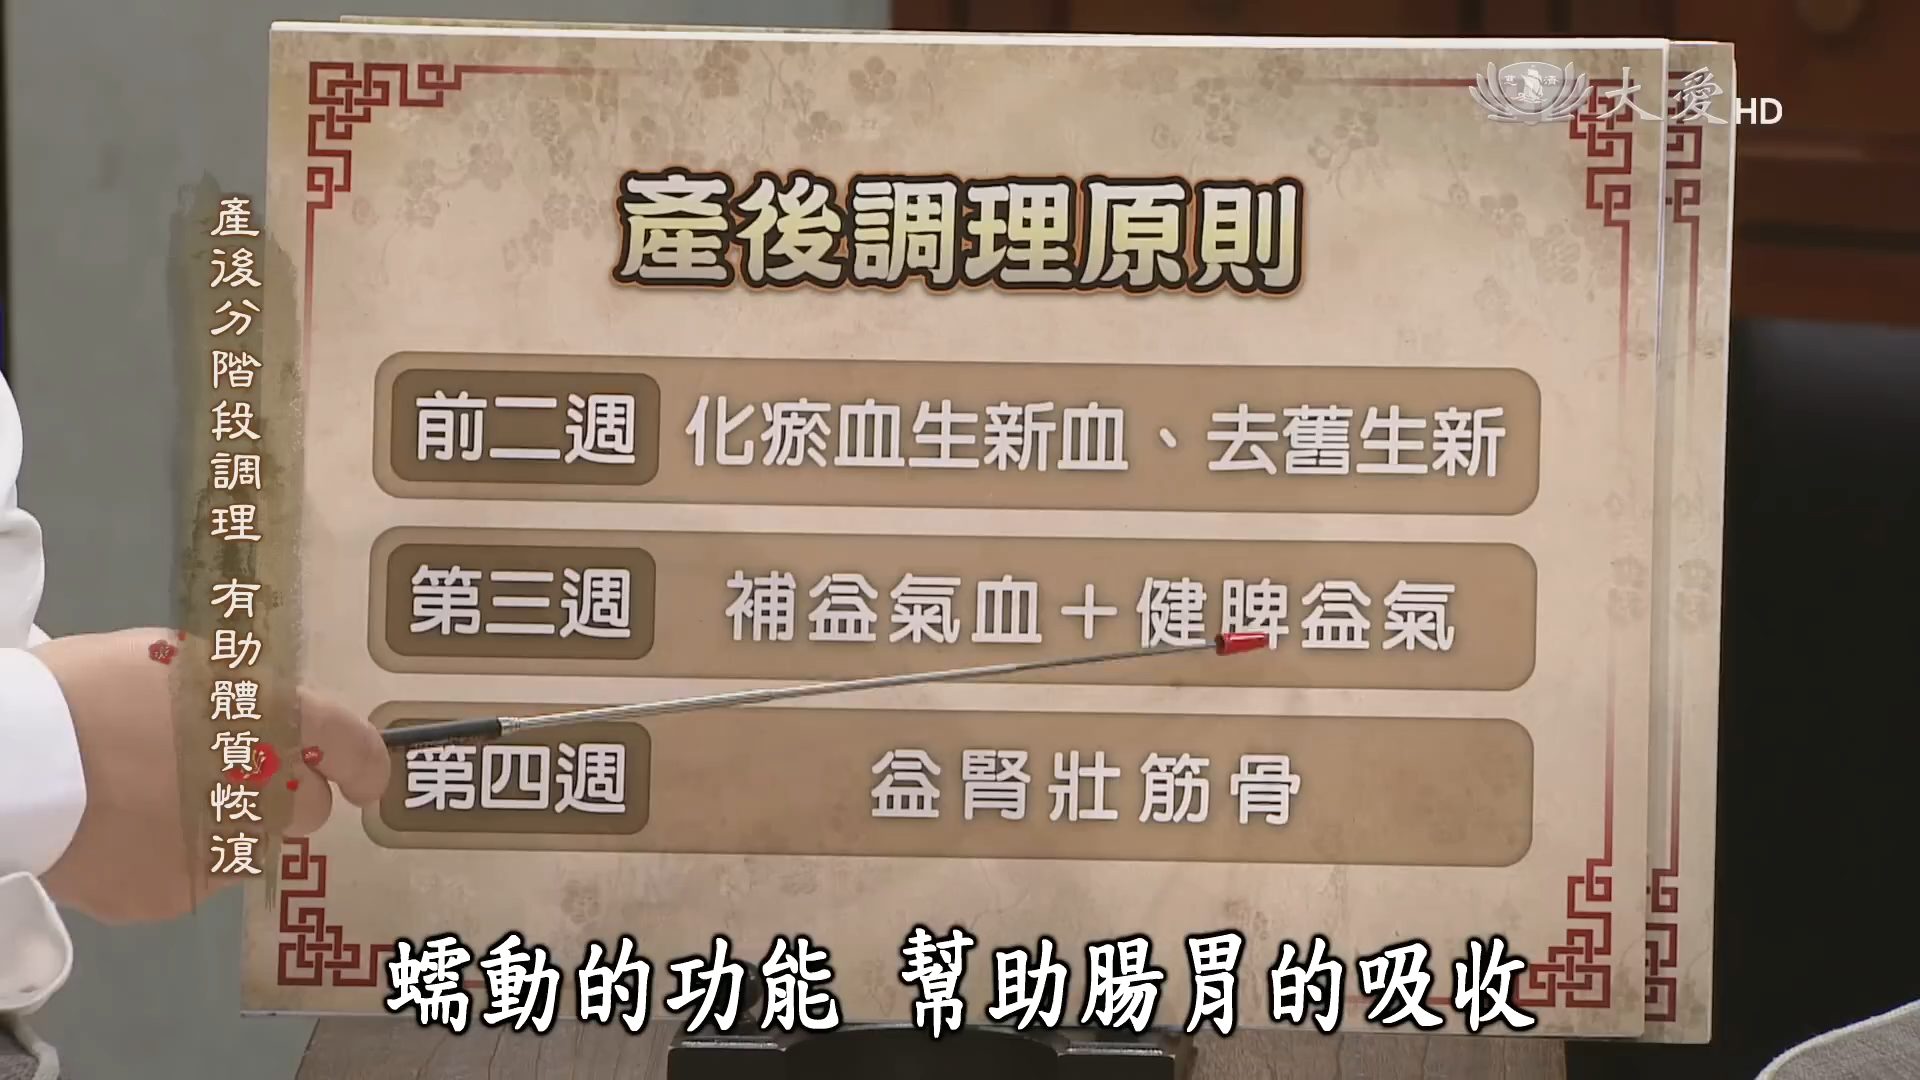 大愛HD
產後調理原則
前二週 化瘀血生新血、去舊生新
第三週 補益氣血＋健脾益氣
第四週 益腎壯筋骨
產後分階段調理 有助體質恢復
蠕動的功能 幫助腸胃的吸收